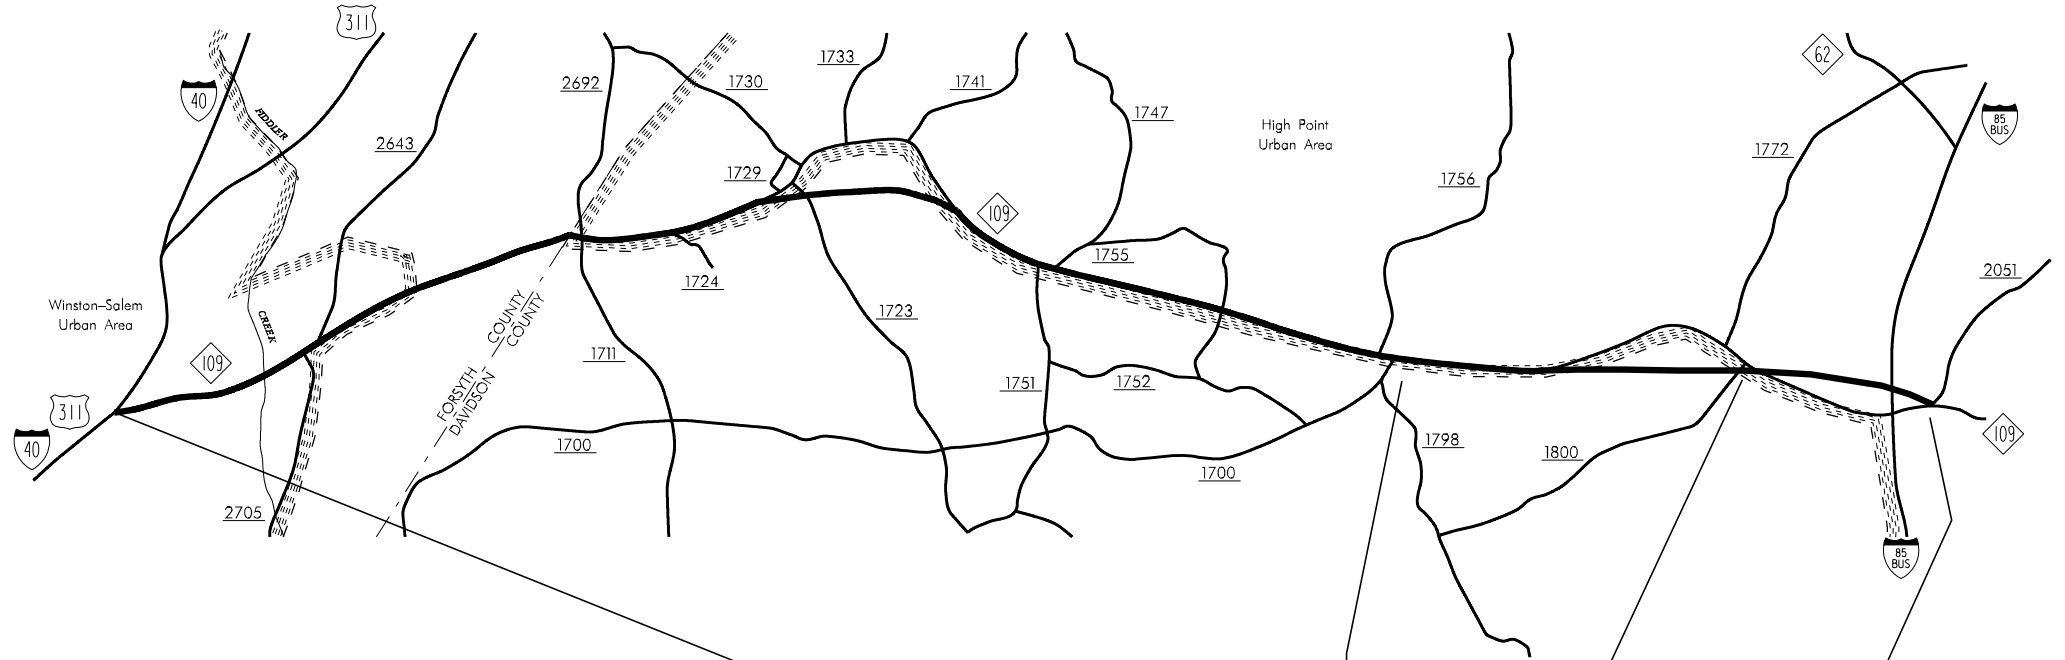 311
62
1733
2692
1730
1741
40
85
BUS
FIDDLER
1747
High Point
Urban Area
2643
1772
1729
1756
109
1755
2051
1724
Winston–Salem
Urban Area
CREEK
COUNTY
COUNTY
1723
109
1711
1751
1752
FORSYTH
DAVIDSON
311
40
1700
1798
109
1800
1700
2705
85
BUS